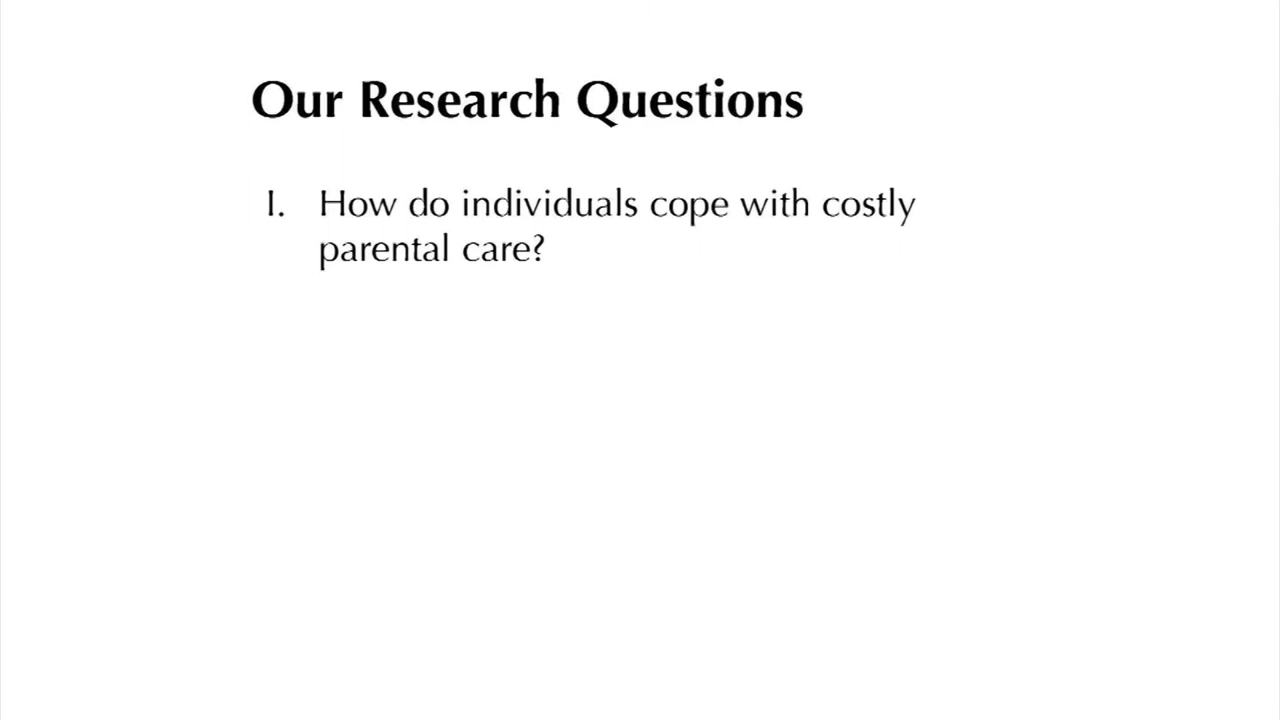 Our Research Questions
I. How do individuals cope with costly
parental care?